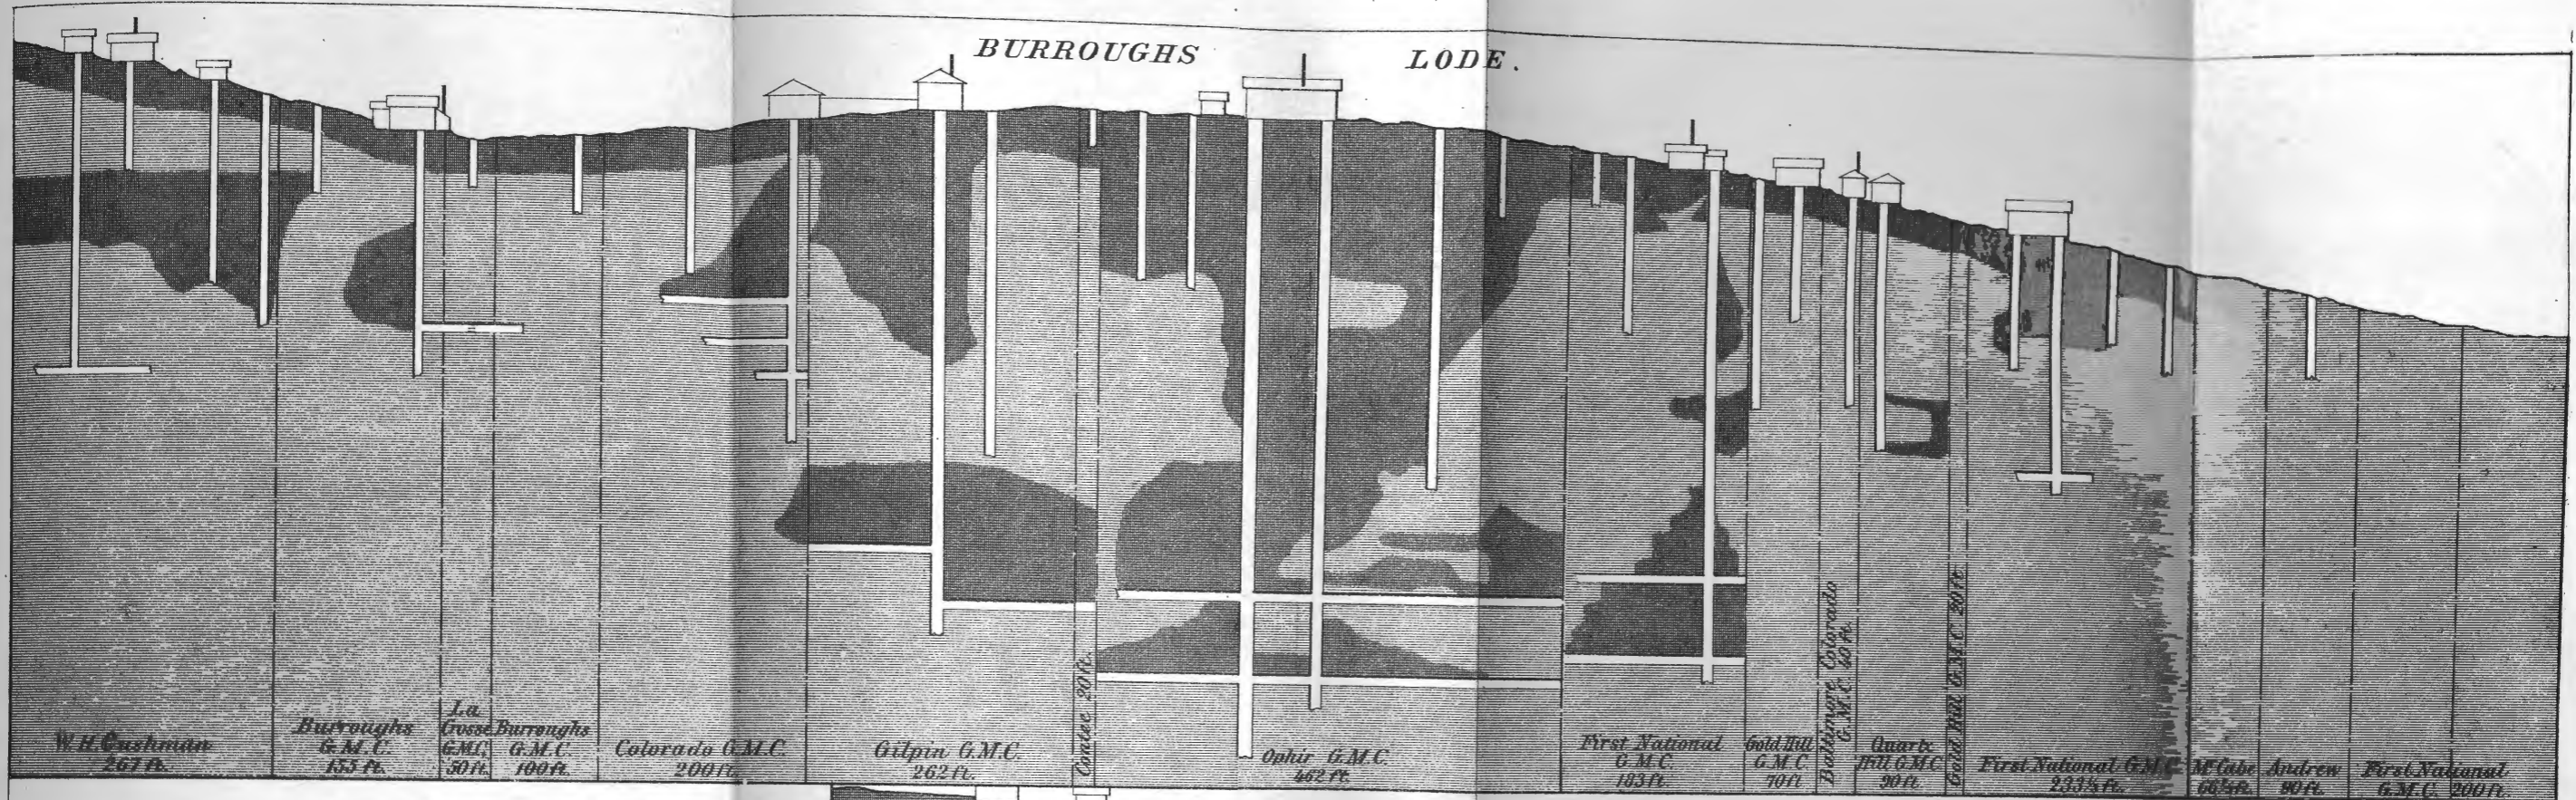 BURROUGHS LODE.
W. H. Cushman
267 ft.
Burroughs
G.M.C.
155 ft.
La
Crosse
G.M.C.
50 ft.
Burroughs
G.M.C.
100 ft.
Colorado G.M.C.
200 ft.
Gilpin G.M.C.
262 ft.
Coatse 20 ft.
Ophir G.M.C.
462 ft.
First National
G.M.C.
183 ft.
Gold Hill
G.M.C.
70 ft
Baltimore Colorado
G.M.C. 40 ft.
Quartz
Hill G.M.C.
90 ft.
Gold Hill G.M.C. 20 ft.
First National G.M.C.
233⅓ ft.
McCabe
66⅔ ft.
Andrew
90 ft.
First National
G.M.C. 200 ft.